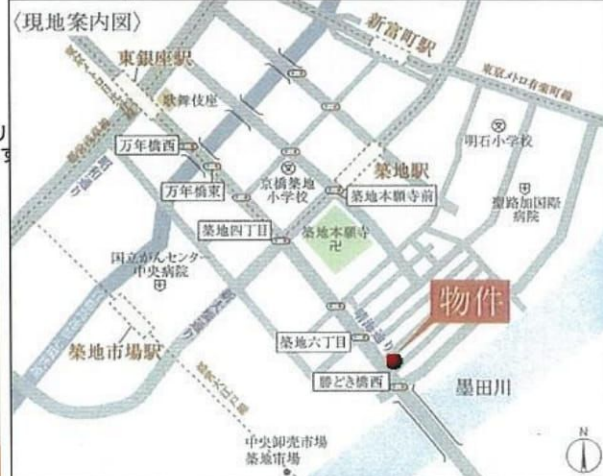 〈現地案内図〉
新富町駅
東銀座駅
東京メトロ有楽町線
歌舞伎座
明石小学校
万年橋西
築地駅
万年橋東
京橋築地
小学校
築地本願寺前
聖路加国際
病院
昭和通り
築地四丁目
築地本願寺
卍
国立がんセンター
中央病院
物件
晴海通り
築地市場駅
築地六丁目
勝どき橋西
墨田川
中央卸売市場
築地市場
N